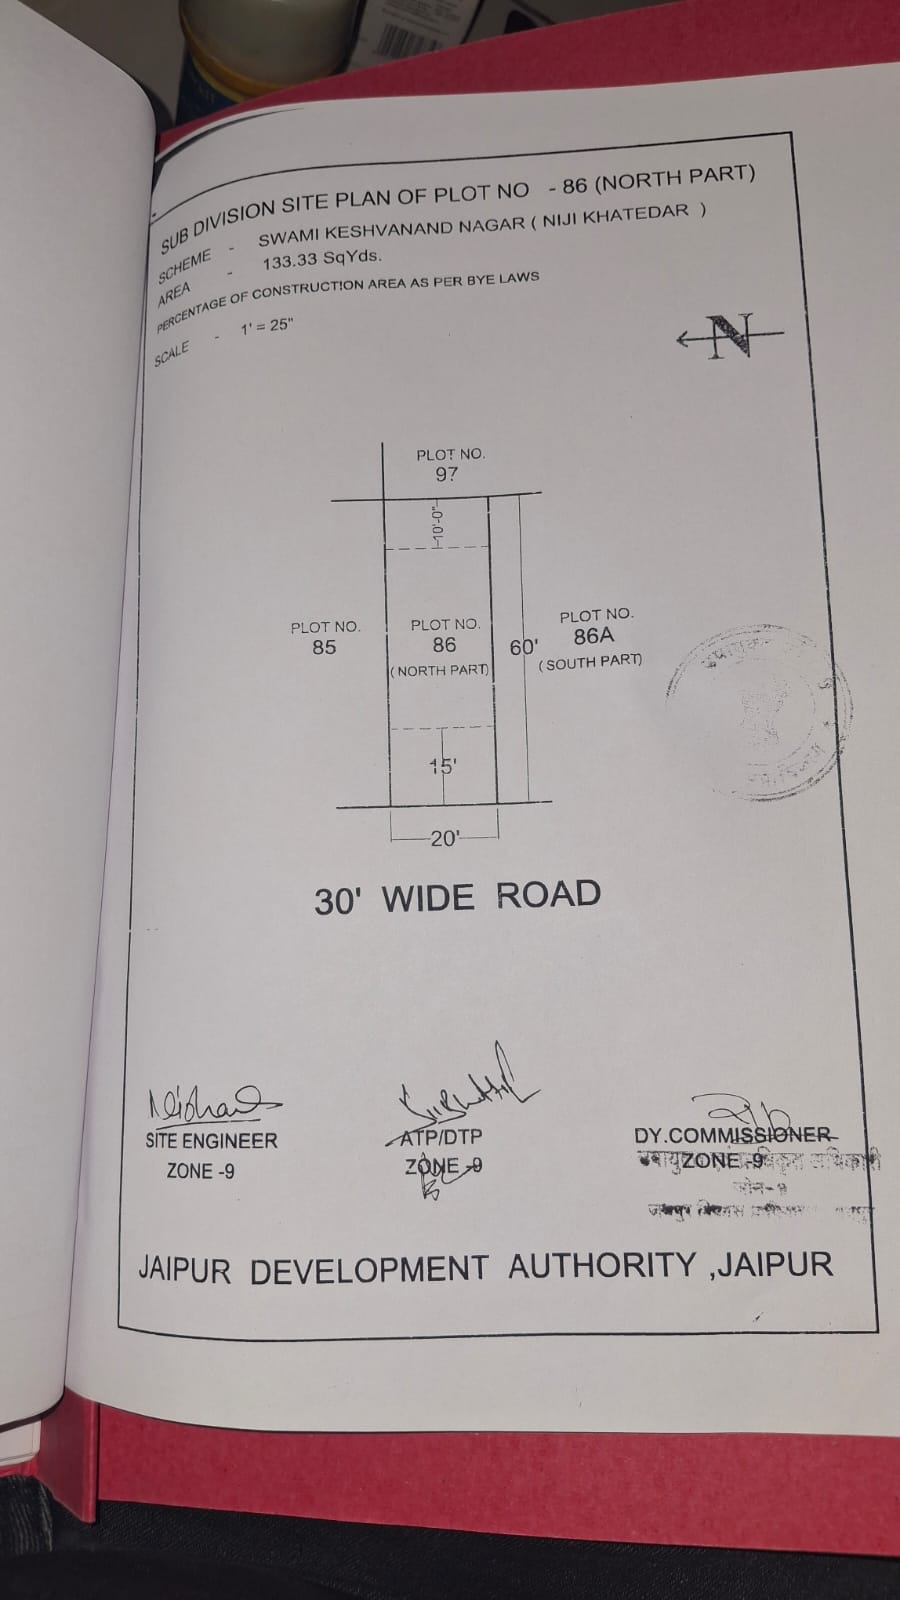 SUB DIVISION SITE PLAN OF PLOT NO - 86 (NORTH PART)
SCHEME - SWAMI KESHVANAND NAGAR ( NIJI KHATEDAR )
AREA - 133.33 SqYds.
PERCENTAGE OF CONSTRUCTION AREA AS PER BYE LAWS
SCALE - 1' = 25"
N
PLOT NO.
97
10'-0"
PLOT NO.
85
PLOT NO.
86
(NORTH PART)
60'
PLOT NO.
86A
(SOUTH PART)
15'
20'
30' WIDE ROAD
SITE ENGINEER
ZONE -9
ATP/DTP
ZONE -9
DY.COMMISSIONER
ZONE -9
जोन-9
JAIPUR DEVELOPMENT AUTHORITY ,JAIPUR